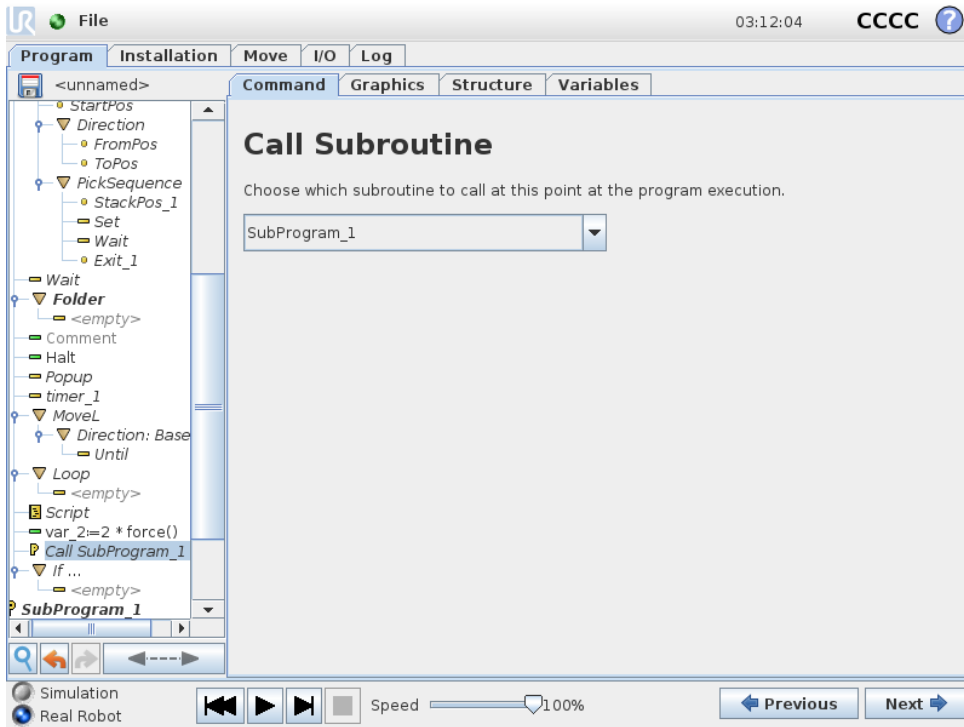 UR File 03:12:04 CCCC ?
Program Installation Move I/O Log
<unnamed>
Command Graphics Structure Variables
StartPos
Direction
FromPos
ToPos
PickSequence
StackPos_1
Set
Wait
Exit_1
Wait
Folder
<empty>
Comment
Halt
Popup
timer_1
MoveL
Direction: Base
Until
Loop
<empty>
Script
var_2:=2 * force()
P Call SubProgram_1
If ...
<empty>
P SubProgram_1
Call Subroutine
Choose which subroutine to call at this point at the program execution.
SubProgram_1
Simulation
Real Robot
Speed 100%
Previous
Next